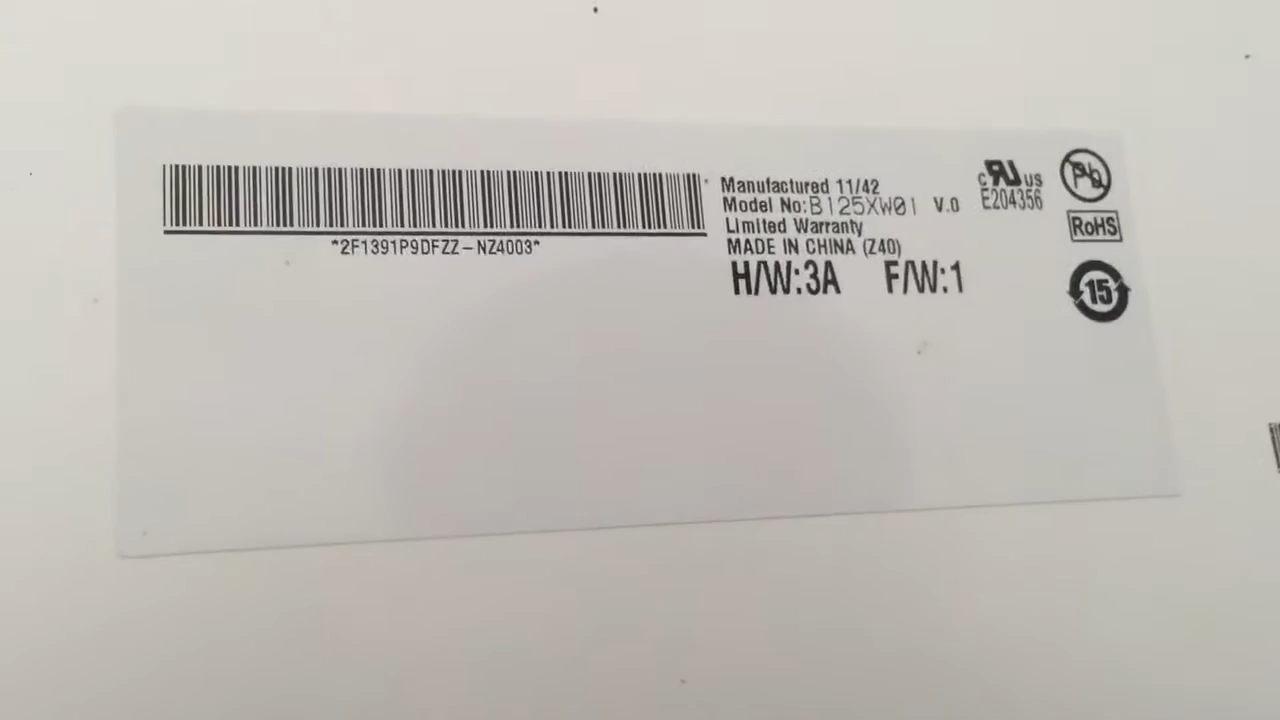 *2F1391P9DFZZ-NZ4003*
Manufactured 11/42
Model No:B125XW01 V.0
Limited Warranty
MADE IN CHINA (Z40)
H/W:3A F/W:1
c RU US
E204356
Pb
RoHS
15